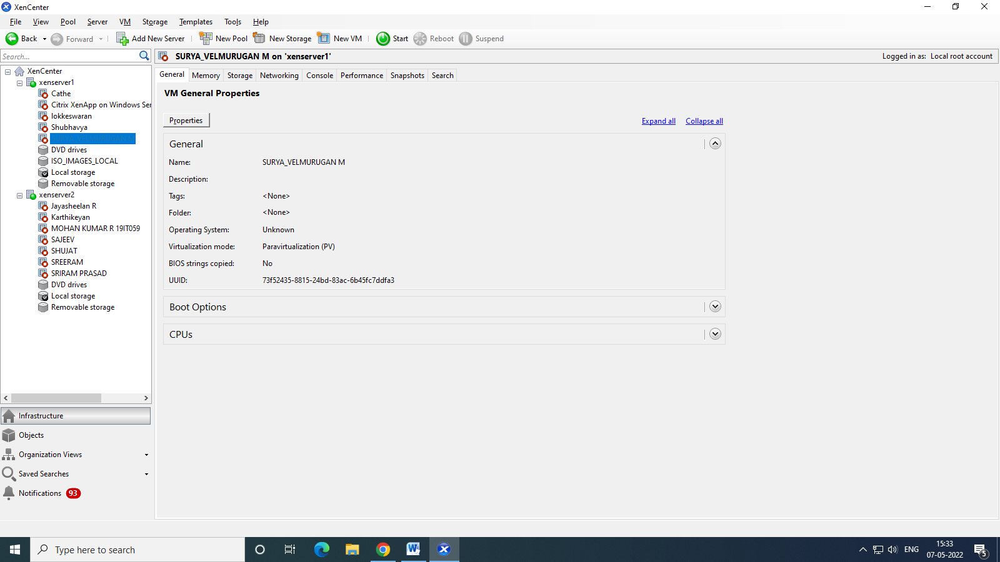 XenCenter
File View Pool Server VM Storage Templates Tools Help
Back Forward Add New Server New Pool New Storage New VM Start Reboot Suspend
Search...
SURYA_VELMURUGAN M on 'xenserver1' Logged in as: Local root account
General Memory Storage Networking Console Performance Snapshots Search
XenCenter
xenserver1
Cathe
Citrix XenApp on Windows Ser
lokkeswaran
Shubhavya
DVD drives
ISO_IMAGES_LOCAL
Local storage
Removable storage
xenserver2
Jayasheelan R
Karthikeyan
MOHAN KUMAR R 19IT059
SAJEEV
SHUJAT
SREERAM
SRIRAM PRASAD
DVD drives
Local storage
Removable storage
Infrastructure
Objects
Organization Views
Saved Searches
Notifications 93
VM General Properties
Properties Expand all Collapse all
General
Name: SURYA_VELMURUGAN M
Description:
Tags: <None>
Folder: <None>
Operating System: Unknown
Virtualization mode: Paravirtualization (PV)
BIOS strings copied: No
UUID: 73f52435-8815-24bd-83ac-6b45fc7ddfa3
Boot Options
CPUs
Type here to search
ENG
15:33
07-05-2022
5